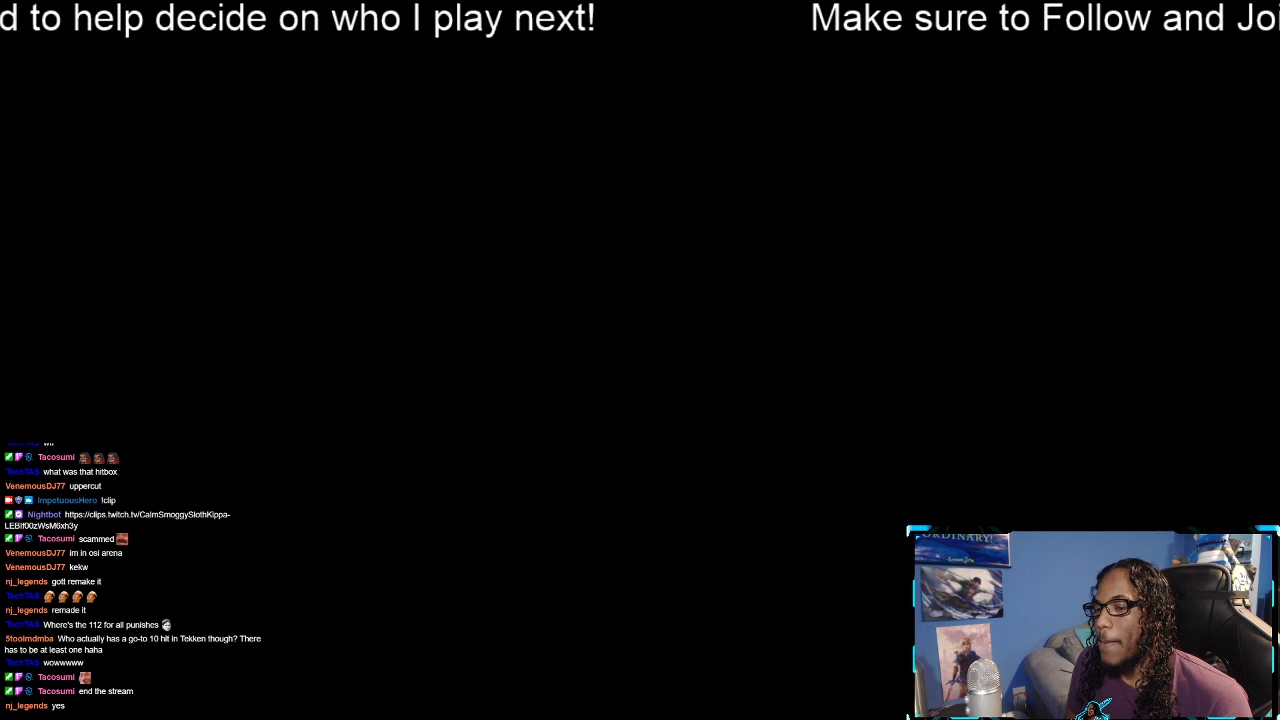 d to help decide on who I play next! Make sure to Follow and Joi
Tacosumi
TechTAS what was that hitbox
VenemousDJ77 uppercut
ImpetuousHero !clip
Nightbot https://clips.twitch.tv/CalmSmoggySlothKippa-
Tacosumi scammed
VenemousDJ77 im in osi arena
VenemousDJ77 kekw
nj_legends gott remake it
TechTAS
nj_legends remade it
TechTAS Where's the 112 for all punishes
5toolmdmba Who actually has a go-to 10 hit in Tekken though? There
has to be at least one haha
TechTAS wowwwww
Tacosumi
Tacosumi end the stream
nj_legends yes
ORDINARY!